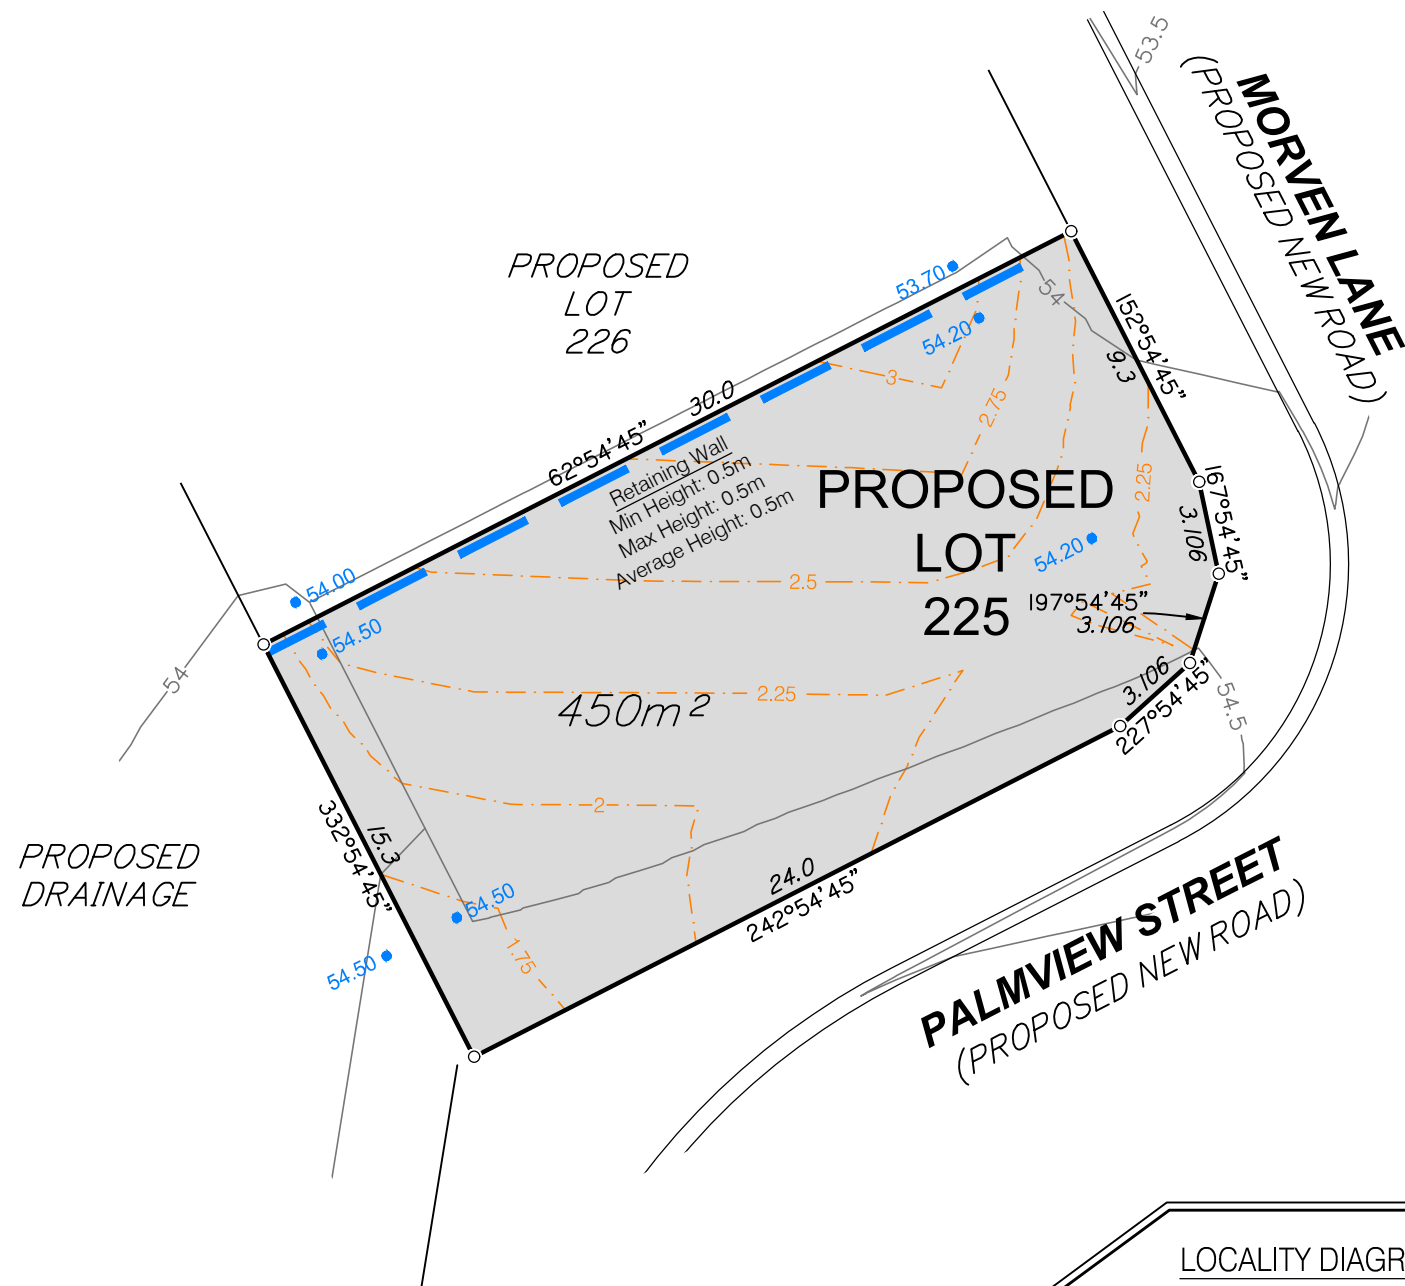 53.5
MORVEN LANE
(PROPOSED NEW ROAD)
PROPOSED
LOT
226
53.70
54.20
54
152°54'45"
9.3
30.0
62°54'45"
3
2.75
Retaining Wall
Min Height: 0.5m
Max Height: 0.5m
Average Height: 0.5m
PROPOSED
LOT
225
2.25
167°54'45"
3.106
54.20
197°54'45"
3.106
2.5
54.00
54.50
54
2.25
450m²
3.106
227°54'45"
54.5
2
332°54'45"
15.3
PROPOSED
DRAINAGE
24.0
242°54'45"
54.50
1.75
54.50
PALMVIEW STREET
(PROPOSED NEW ROAD)
LOCALITY DIAGR